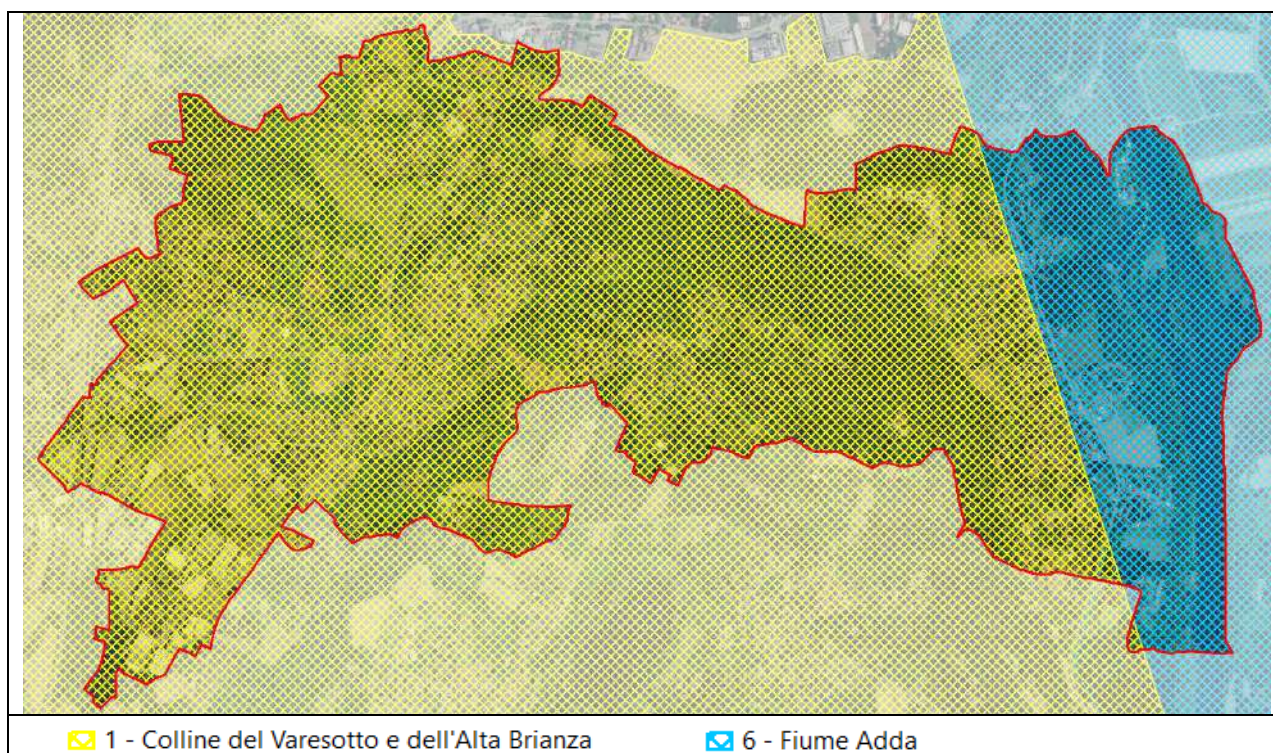 1 - Colline del Varesotto e dell'Alta Brianza
6 - Fiume Adda